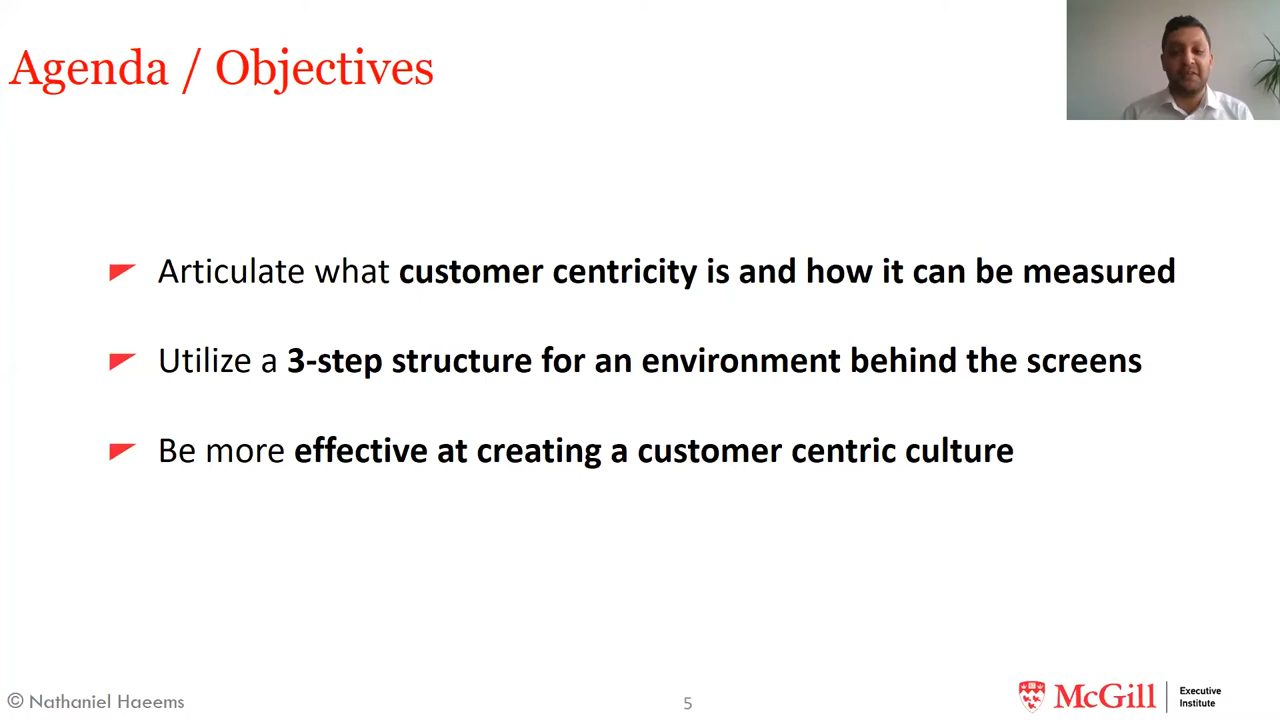 Agenda / Objectives
Articulate what customer centricity is and how it can be measured
Utilize a 3-step structure for an environment behind the screens
Be more effective at creating a customer centric culture
© Nathaniel Haeems
5
McGill
Executive
Institute